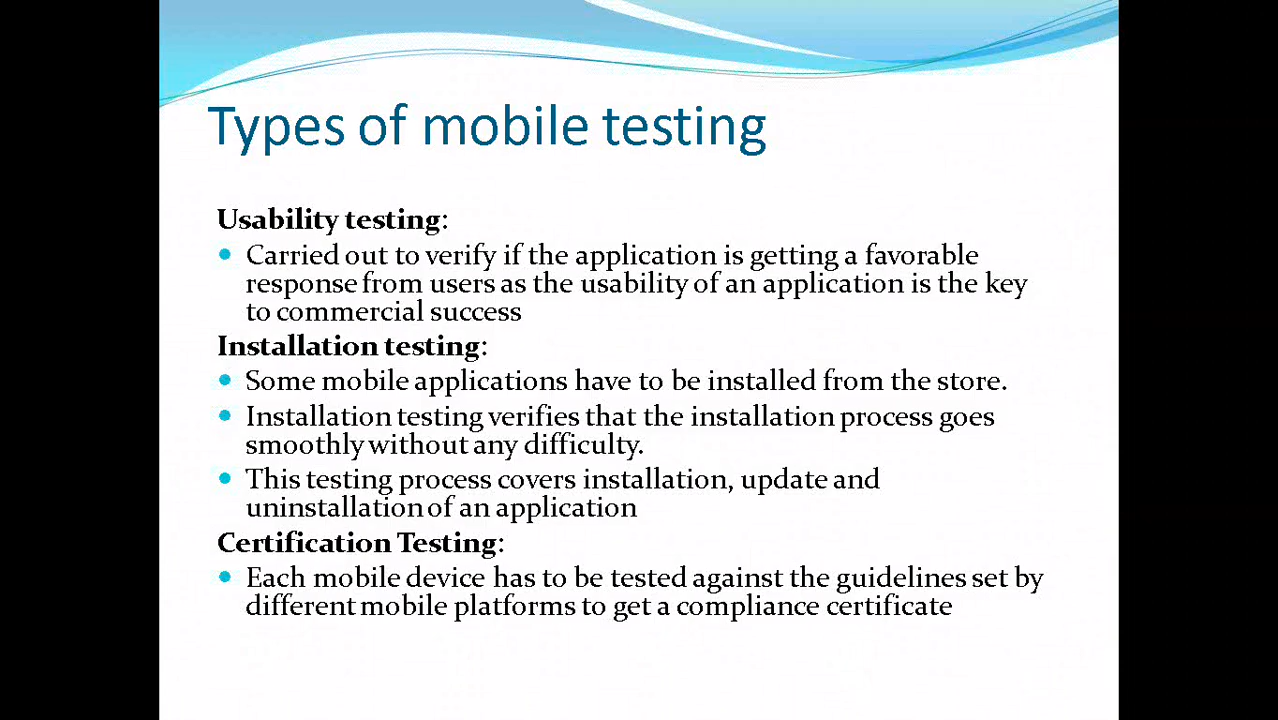 Types of mobile testing
Usability testing:
• Carried out to verify if the application is getting a favorable
response from users as the usability of an application is the key
to commercial success
Installation testing:
• Some mobile applications have to be installed from the store.
• Installation testing verifies that the installation process goes
smoothly without any difficulty.
• This testing process covers installation, update and
uninstallation of an application
Certification Testing:
• Each mobile device has to be tested against the guidelines set by
different mobile platforms to get a compliance certificate